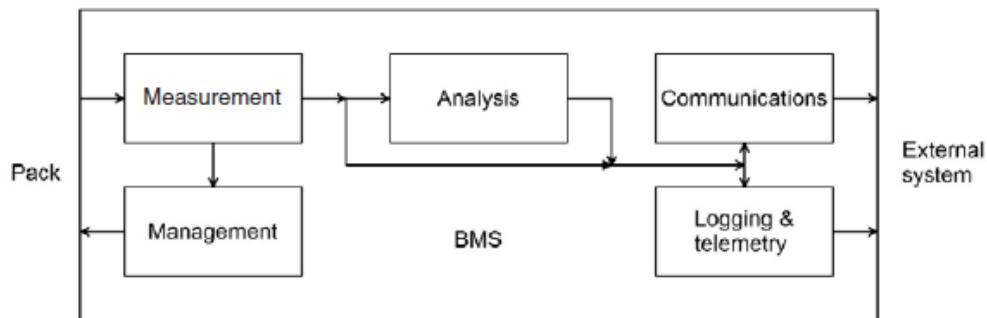 Measurement
Analysis
Communications
Pack
External
system
Management
BMS
Logging &
telemetry